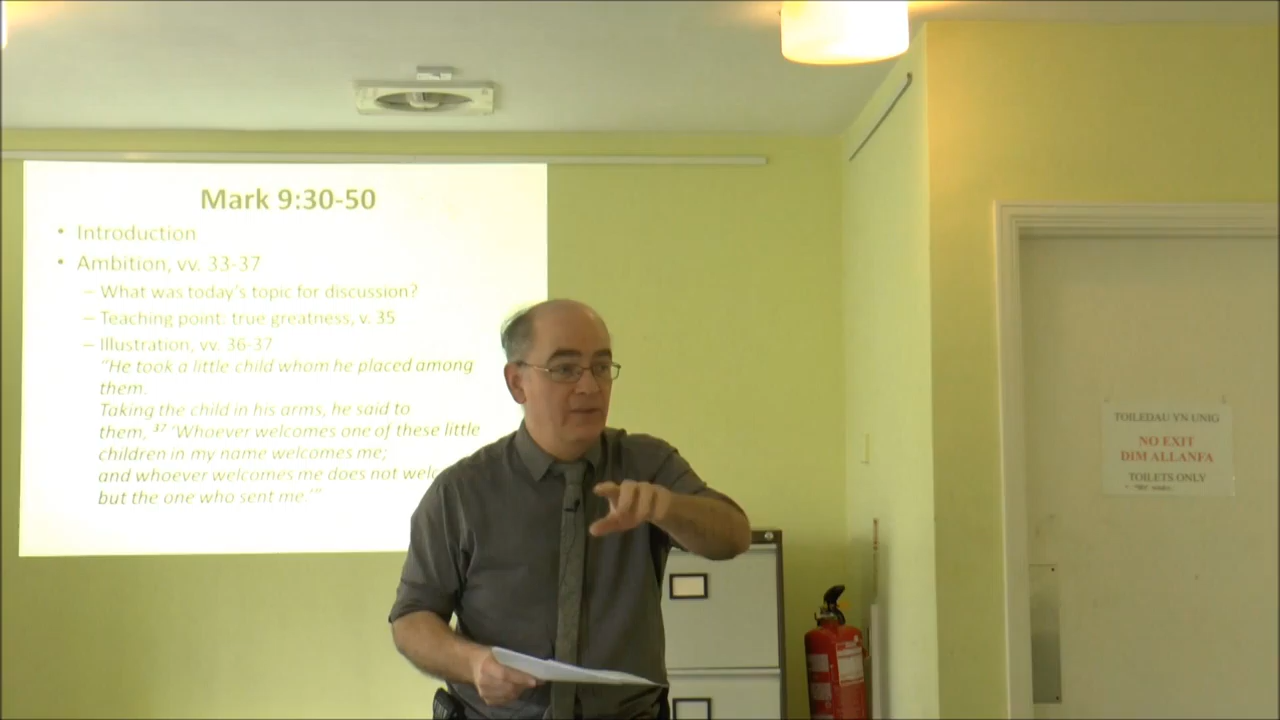 Mark 9:30-50
• Introduction
• Ambition, vv. 33-37
– What was today's topic for discussion?
– Teaching point: true greatness, v. 35
– Illustration, vv. 36-37
"He took a little child whom he placed among
them.
Taking the child in his arms, he said to
them, 37 "Whoever welcomes one of these little
children in my name welcomes me;
and whoever welcomes me does not
but the one who sent me.'"
TOILEDAU YN UNIG
NO EXIT
DIM ALLANFA
TOILETS ONLY